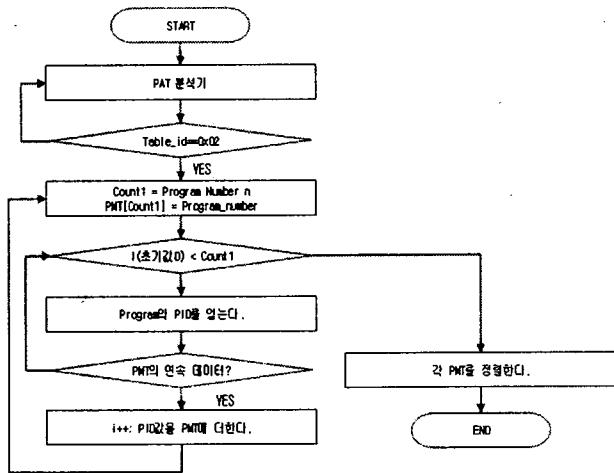 START
PAT 분석기
Table_id==0x02
YES
Count1 = Program Number n
PMT[Count1] = Program_number
I(초기값0) < Count1
Program의 PID를 얻는다.
PMT의 연속 데이터?
YES
i++: PID값을 PMT에 더한다.
각 PMT을 정렬한다.
END